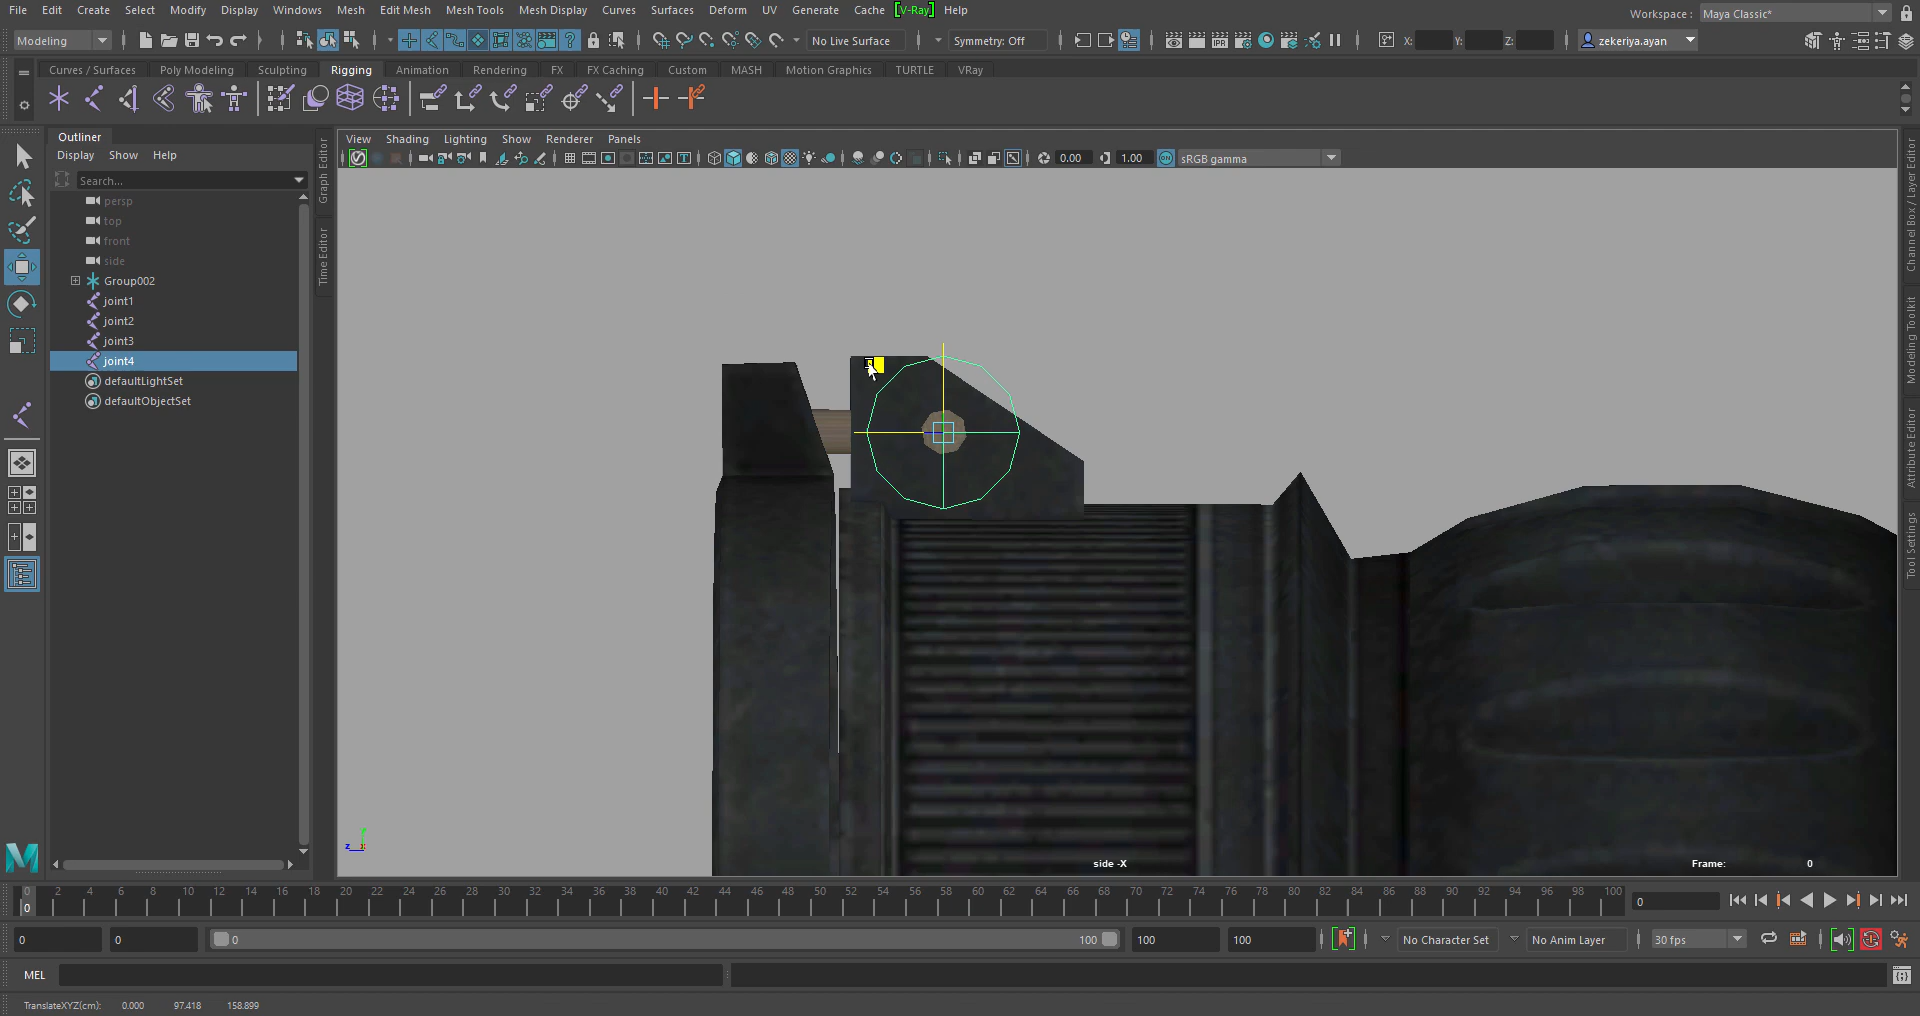 File Edit Create Select Modify Display Windows Mesh Edit Mesh Mesh Tools Mesh Display Curves Surfaces Deform UV Generate Cache [V-Ray] Help
Workspace : Maya Classic*
Modeling No Live Surface Symmetry: Off IPR X: Y: Z: zekeriya.ayan
Curves / Surfaces Poly Modeling Sculpting Rigging Animation Rendering FX FX Caching Custom MASH Motion Graphics TURTLE VRay
Outliner
Display Show Help
Search...
persp
top
front
side
Group002
joint1
joint2
joint3
joint4
defaultLightSet
defaultObjectSet
Graph Editor
Time Editor
View Shading Lighting Show Renderer Panels
0.00 1.00 ON sRGB gamma
y
z x
side -X
Frame: 0
Channel Box / Layer Editor
Modeling Toolkit
Attribute Editor
Tool Settings
0 2 4 6 8 10 12 14 16 18 20 22 24 26 28 30 32 34 36 38 40 42 44 46 48 50 52 54 56 58 60 62 64 66 68 70 72 74 76 78 80 82 84 86 88 90 92 94 96 98 100
0 0
0 0 0 100 100 100 No Character Set No Anim Layer 30 fps
MEL
TranslateXYZ(cm): 0.000 97.418 158.899